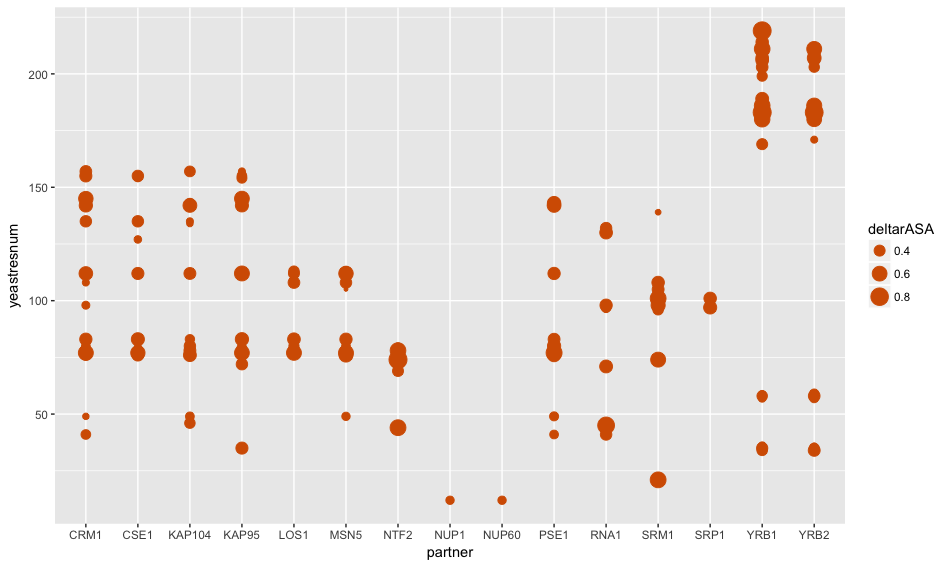 yeastresnum
200
150
100
50
CRM1 CSE1 KAP104 KAP95 LOS1 MSN5 NTF2 NUP1 NUP60 PSE1 RNA1 SRM1 SRP1 YRB1 YRB2
partner
deltarASA
0.4
0.6
0.8